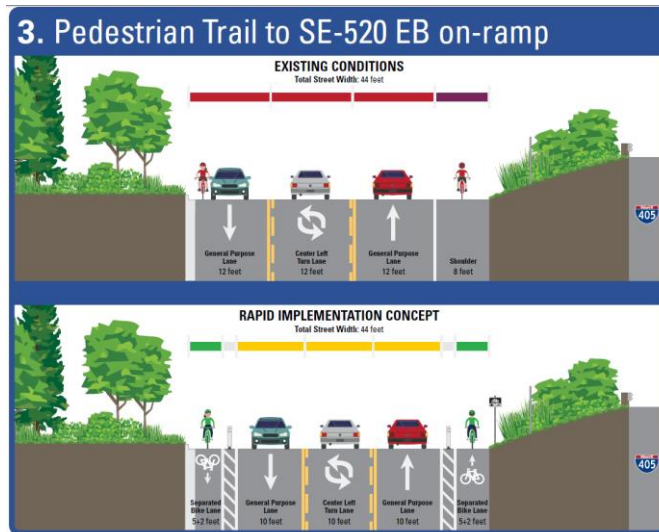 3. Pedestrian Trail to SE-520 EB on-ramp
EXISTING CONDITIONS
Total Street Width: 44 feet
General Purpose
Lane
12 feet
Center Left
Turn Lane
12 feet
General Purpose
Lane
12 feet
Shoulder
8 feet
405
RAPID IMPLEMENTATION CONCEPT
Total Street Width: 44 feet
Separated
Bike Lane
5+2 feet
General Purpose
Lane
10 feet
Center Left
Turn Lane
10 feet
General Purpose
Lane
10 feet
Separated
Bike Lane
5+2 feet
405